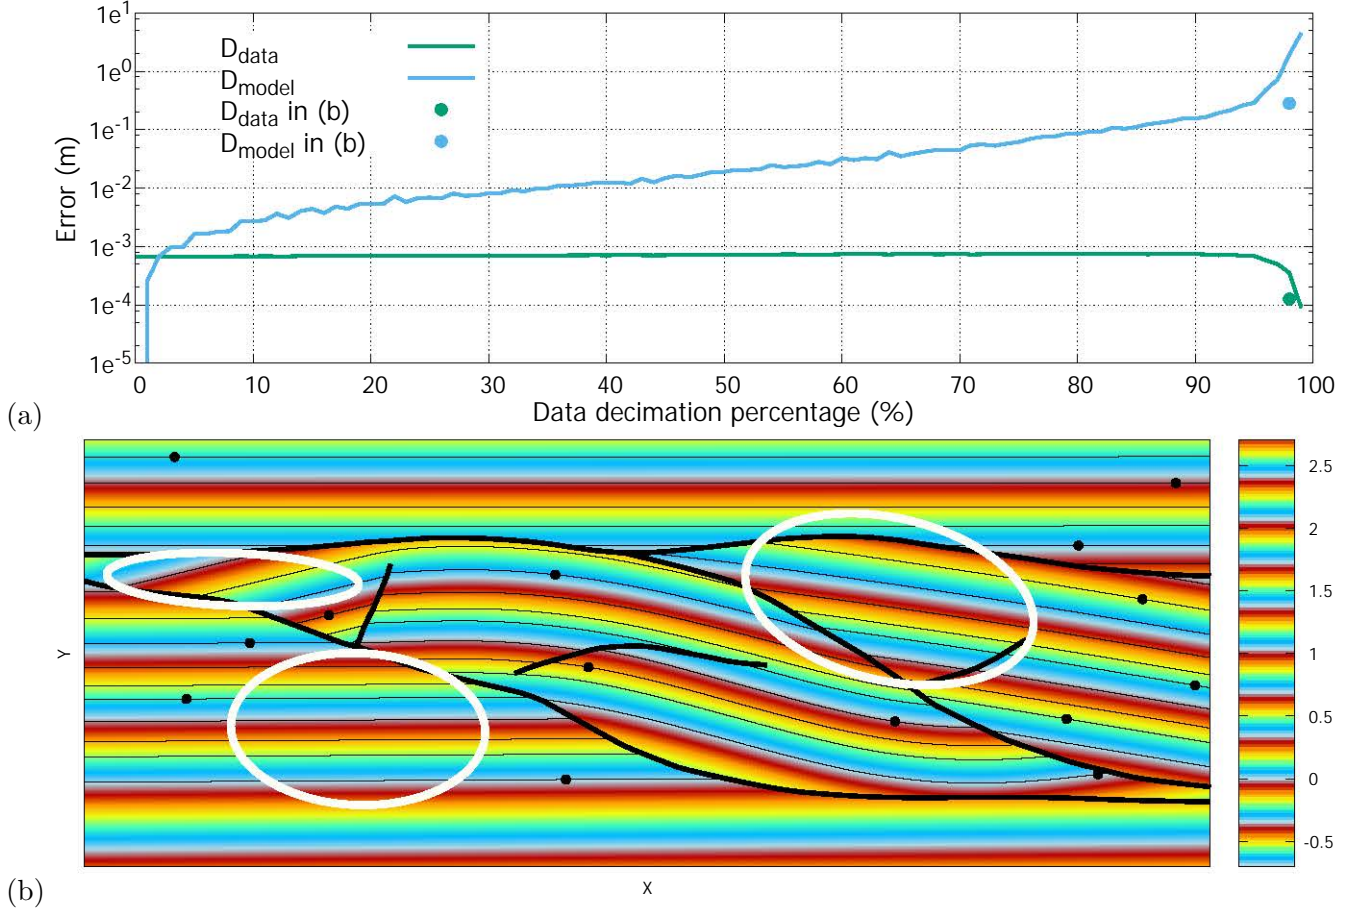 1e1
1e0
1e-1
1e-2
1e-3
1e-4
1e-5
Error (m)
Ddata
Dmodel
Ddata in (b)
Dmodel in (b)
0 10 20 30 40 50 60 70 80 90 100
Data decimation percentage (%)
(a)
Y
2.5
2
1.5
1
0.5
0
-0.5
X
(b)